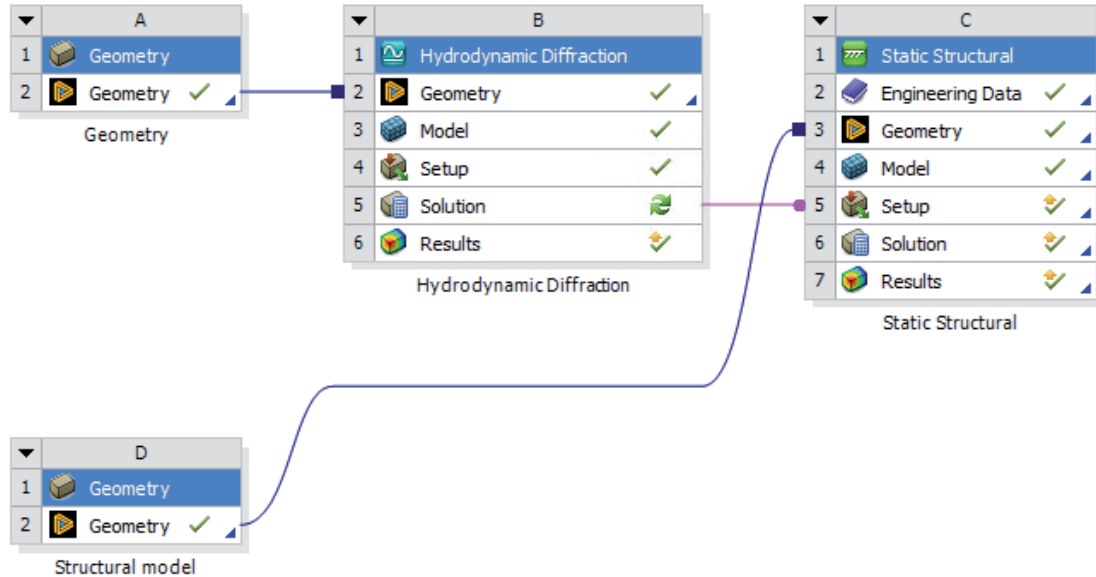 A
1 Geometry
2 Geometry
Geometry
B
1 Hydrodynamic Diffraction
2 Geometry
3 Model
4 Setup
5 Solution
6 Results
Hydrodynamic Diffraction
C
1 Static Structural
2 Engineering Data
3 Geometry
4 Model
5 Setup
6 Solution
7 Results
Static Structural
D
1 Geometry
2 Geometry
Structural model